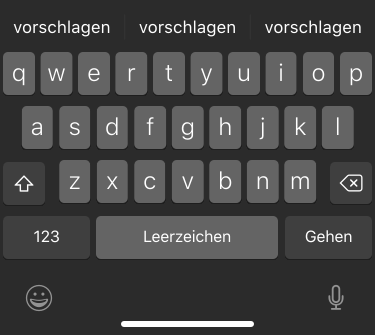 vorschlagen vorschlagen vorschlagen
q w e r t y u i o p
a s d f g h j k l
z x c v b n m
123 Leerzeichen Gehen